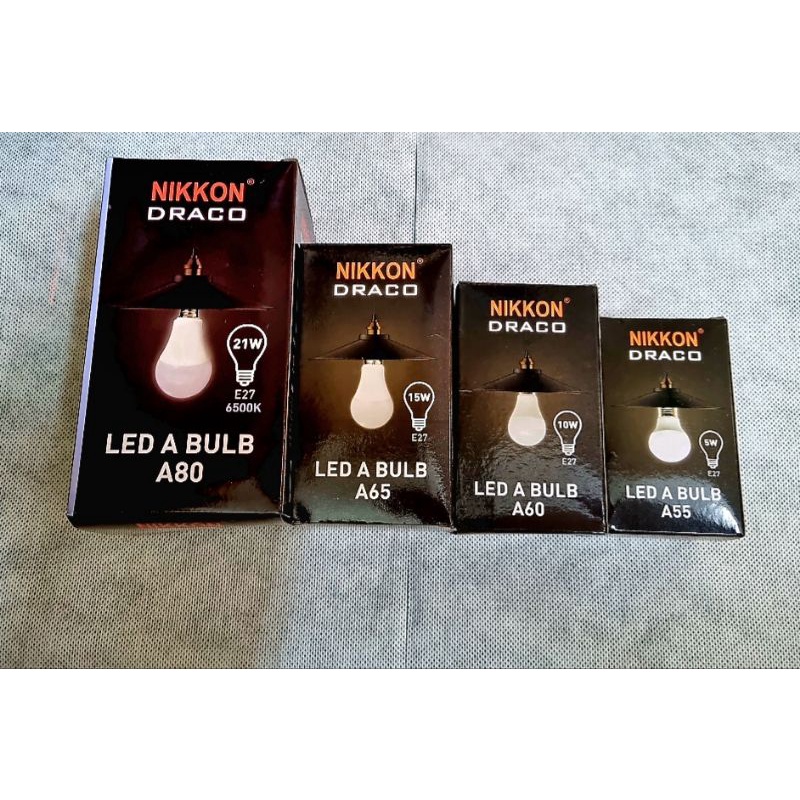 NIKKON®
DRACO
21W
E27
6500K
LED A BULB
A80
NIKKON®
DRACO
15W
E27
LED A BULB
A65
NIKKON®
DRACO
10W
E27
LED A BULB
A60
NIKKON®
DRACO
5W
E27
LED A BULB
A55